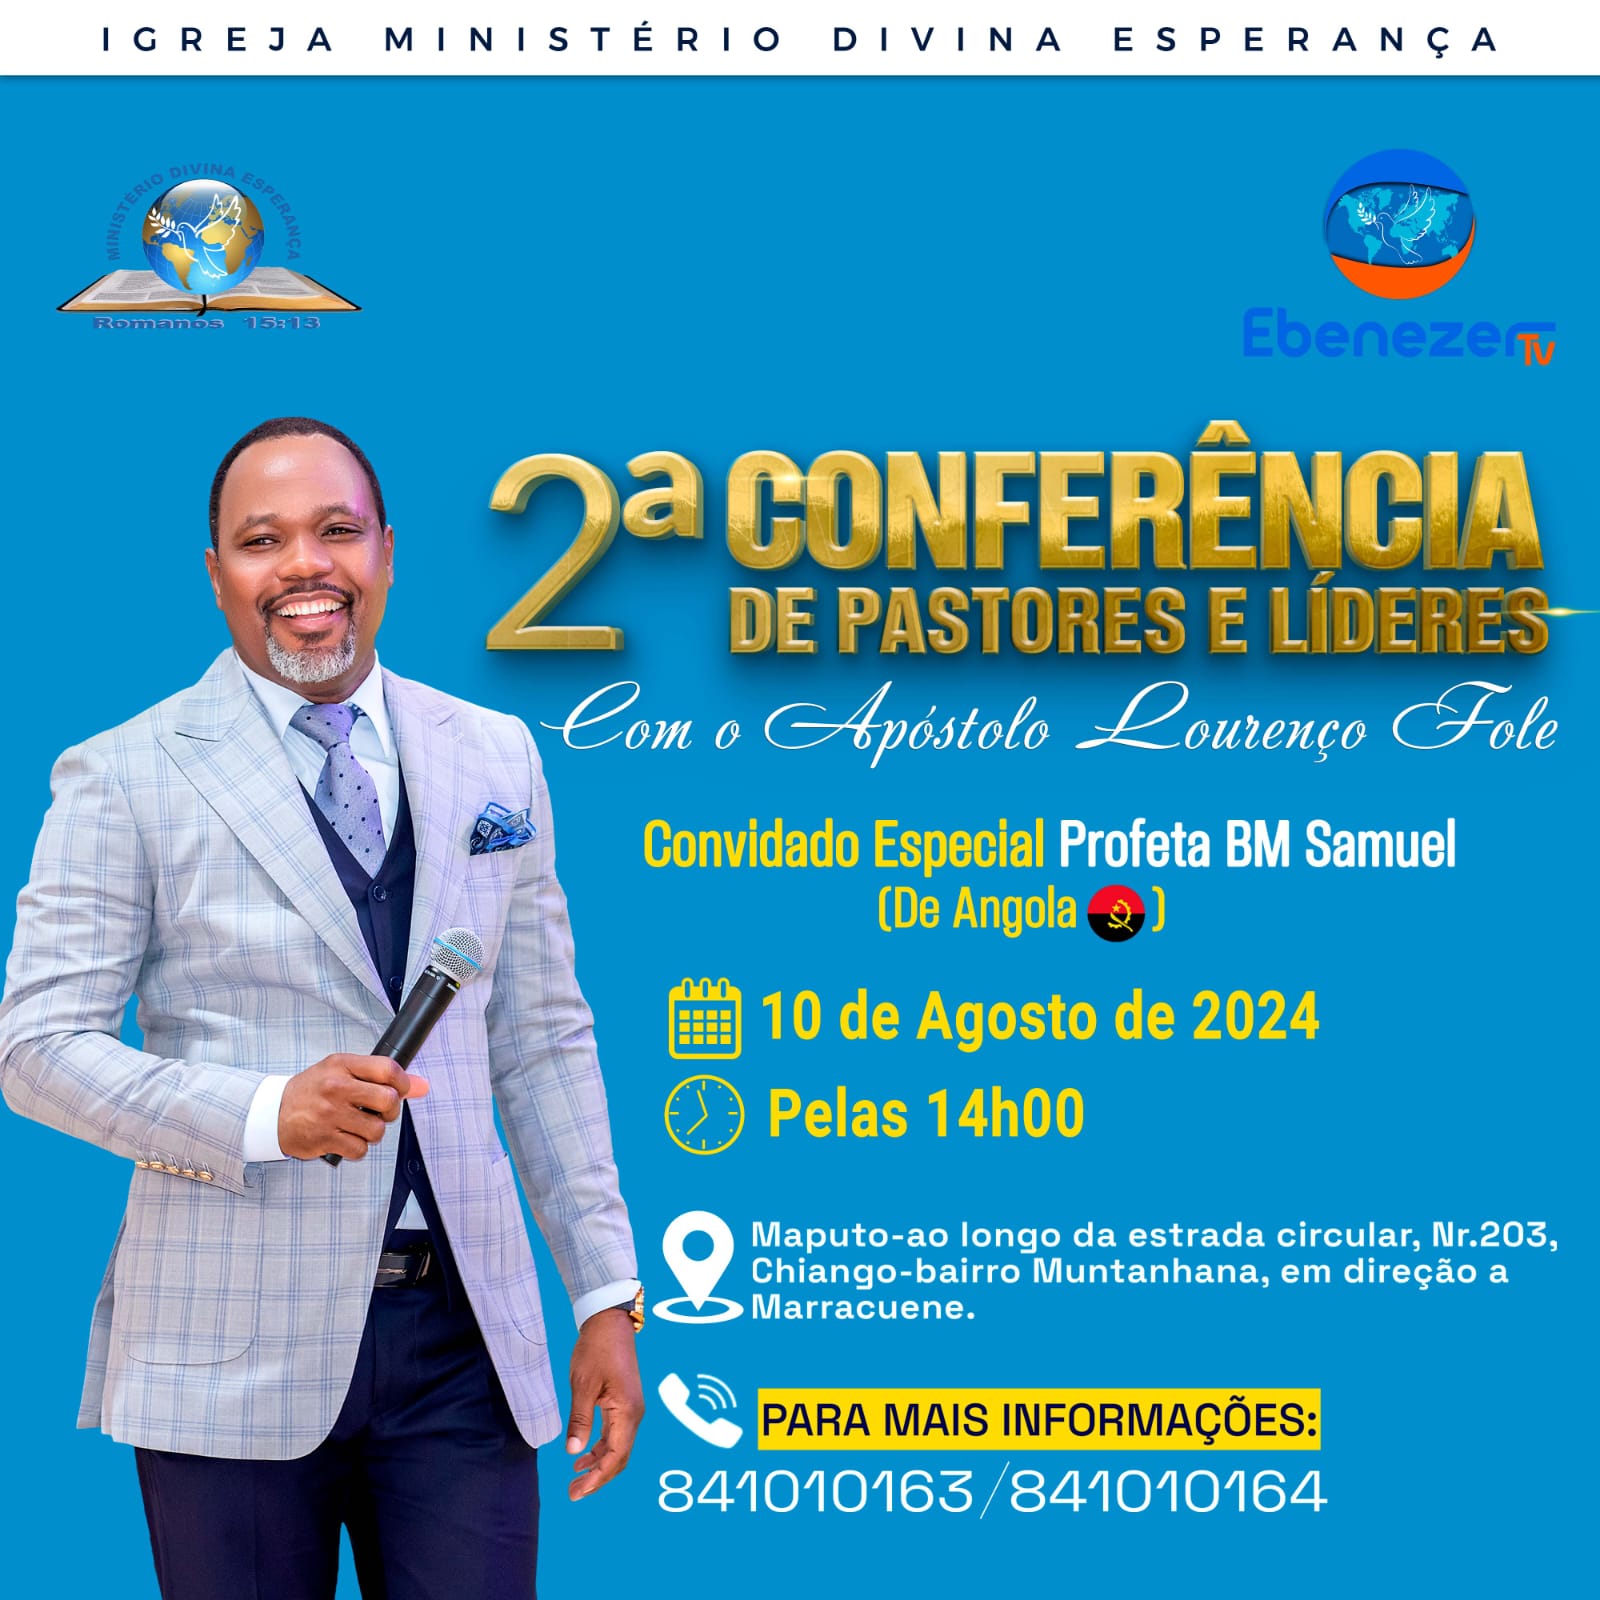 IGREJA MINISTÉRIO DIVINA ESPERANÇA
MINISTÉRIO DIVINA ESPERANÇA
Romanos 15:13
Ebenezer TV
2ª CONFERÊNCIA
DE PASTORES E LÍDERES
Com o Apóstolo Lourenço Fole
Convidado Especial Profeta BM Samuel
(De Angola )
10 de Agosto de 2024
Pelas 14h00
Maputo-ao longo da estrada circular, Nr.203,
Chiango-bairro Muntanhana, em direção a
Marracuene.
PARA MAIS INFORMAÇÕES:
841010163/841010164